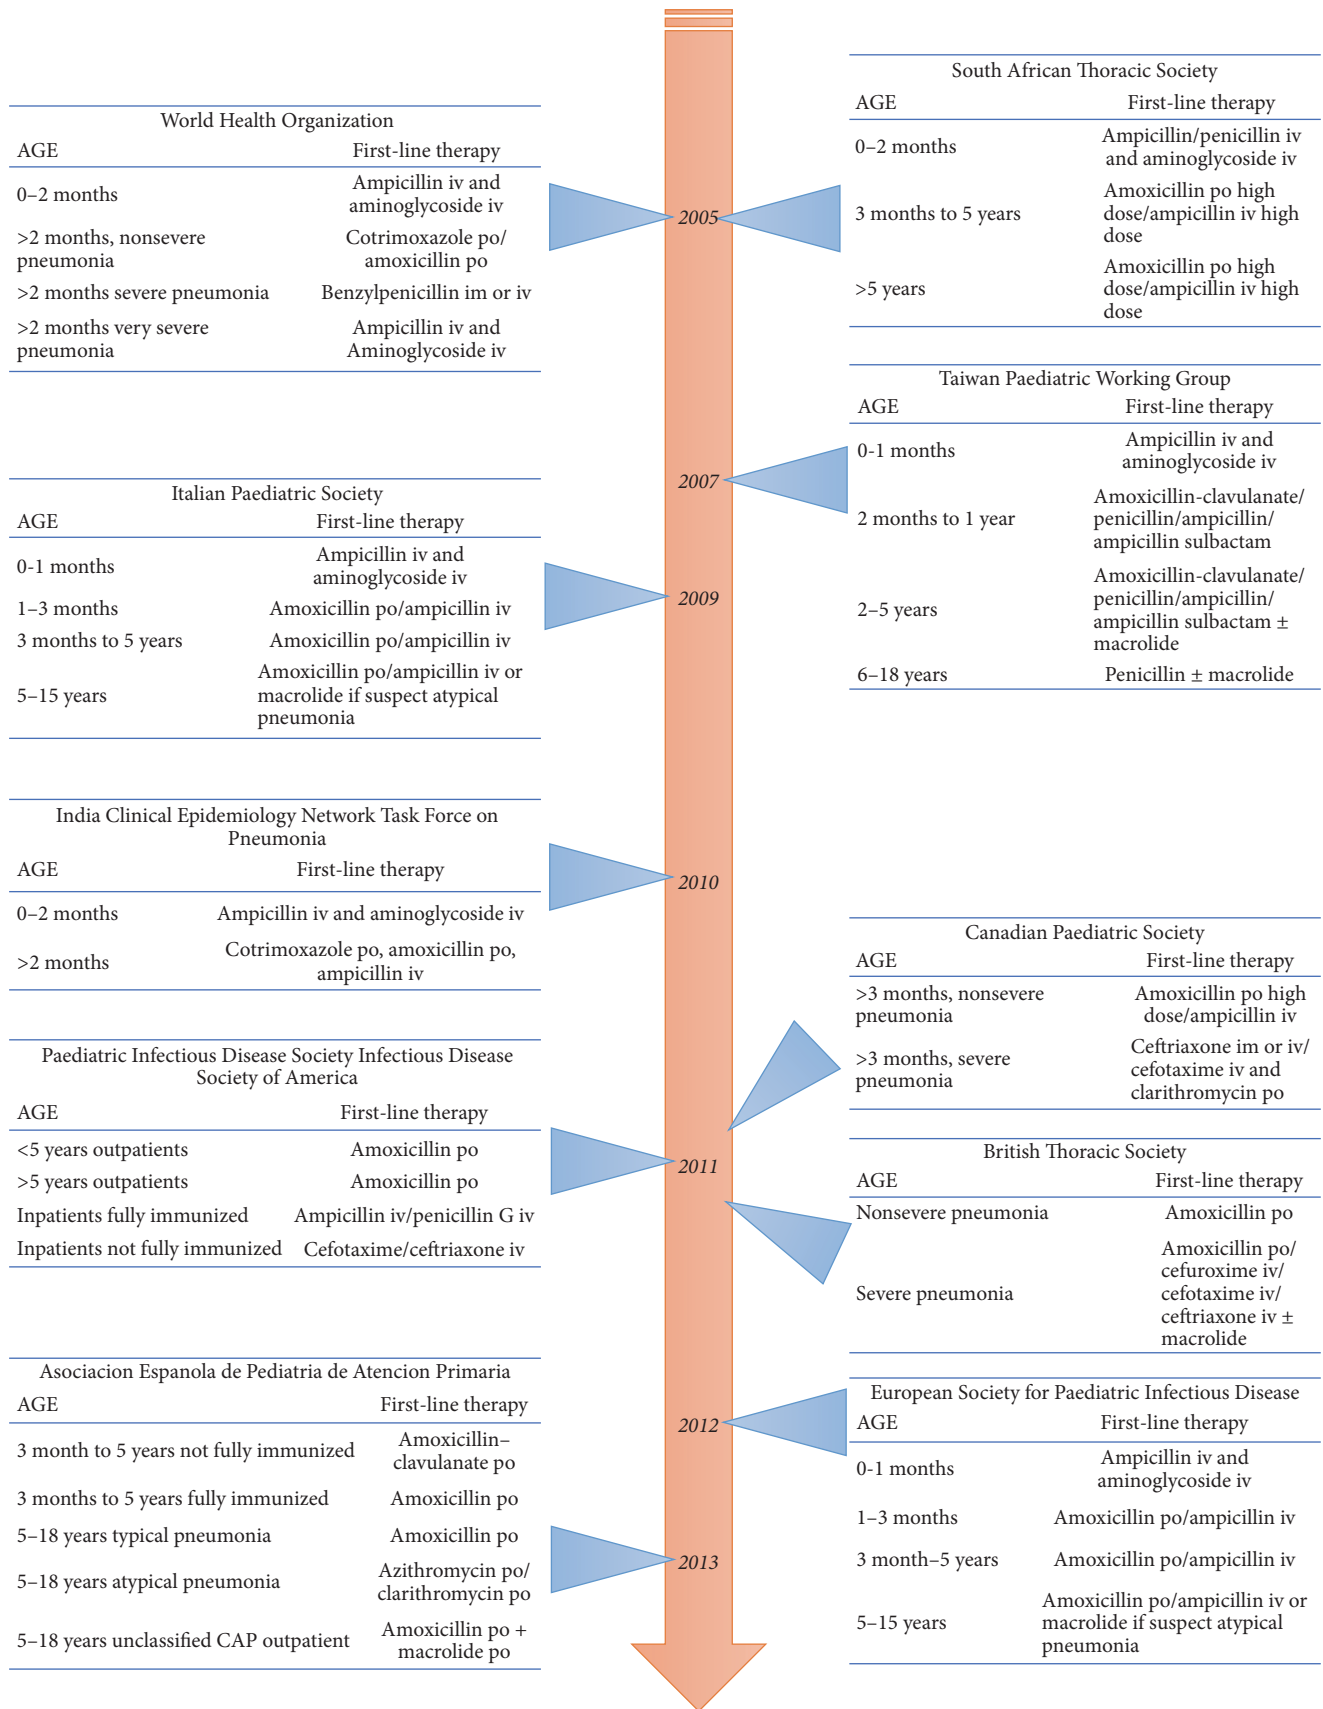 World Health Organization
AGE First-line therapy
0–2 months Ampicillin iv and
aminoglycoside iv
>2 months, nonsevere
pneumonia Cotrimoxazole po/
amoxicillin po
>2 months severe pneumonia Benzylpenicillin im or iv
>2 months very severe
pneumonia Ampicillin iv and
Aminoglycoside iv
2005
South African Thoracic Society
AGE First-line therapy
0–2 months Ampicillin/penicillin iv
and aminoglycoside iv
3 months to 5 years Amoxicillin po high
dose/ampicillin iv high
dose
>5 years Amoxicillin po high
dose/ampicillin iv high
dose
Taiwan Paediatric Working Group
AGE First-line therapy
0-1 months Ampicillin iv and
aminoglycoside iv
2 months to 1 year Amoxicillin-clavulanate/
penicillin/ampicillin/
ampicillin sulbactam
2–5 years Amoxicillin-clavulanate/
penicillin/ampicillin/
ampicillin sulbactam ±
macrolide
6–18 years Penicillin ± macrolide
2007
Italian Paediatric Society
AGE First-line therapy
0-1 months Ampicillin iv and
aminoglycoside iv
1–3 months Amoxicillin po/ampicillin iv
3 months to 5 years Amoxicillin po/ampicillin iv
5–15 years Amoxicillin po/ampicillin iv or
macrolide if suspect atypical
pneumonia
2009
India Clinical Epidemiology Network Task Force on
Pneumonia
AGE First-line therapy
0–2 months Ampicillin iv and aminoglycoside iv
>2 months Cotrimoxazole po, amoxicillin po,
ampicillin iv
2010
Canadian Paediatric Society
AGE First-line therapy
>3 months, nonsevere
pneumonia Amoxicillin po high
dose/ampicillin iv
>3 months, severe
pneumonia Ceftriaxone im or iv/
cefotaxime iv and
clarithromycin po
Paediatric Infectious Disease Society Infectious Disease
Society of America
AGE First-line therapy
<5 years outpatients Amoxicillin po
>5 years outpatients Amoxicillin po
Inpatients fully immunized Ampicillin iv/penicillin G iv
Inpatients not fully immunized Cefotaxime/ceftriaxone iv
2011
British Thoracic Society
AGE First-line therapy
Nonsevere pneumonia Amoxicillin po
Severe pneumonia Amoxicillin po/
cefuroxime iv/
cefotaxime iv/
ceftriaxone iv ±
macrolide
2012
European Society for Paediatric Infectious Disease
AGE First-line therapy
0-1 months Ampicillin iv and
aminoglycoside iv
1–3 months Amoxicillin po/ampicillin iv
3 month–5 years Amoxicillin po/ampicillin iv
5–15 years Amoxicillin po/ampicillin iv or
macrolide if suspect atypical
pneumonia
Asociacion Espanola de Pediatria de Atencion Primaria
AGE First-line therapy
3 month to 5 years not fully immunized Amoxicillin–
clavulanate po
3 months to 5 years fully immunized Amoxicillin po
5–18 years typical pneumonia Amoxicillin po
5–18 years atypical pneumonia Azithromycin po/
clarithromycin po
5–18 years unclassified CAP outpatient Amoxicillin po +
macrolide po
2013